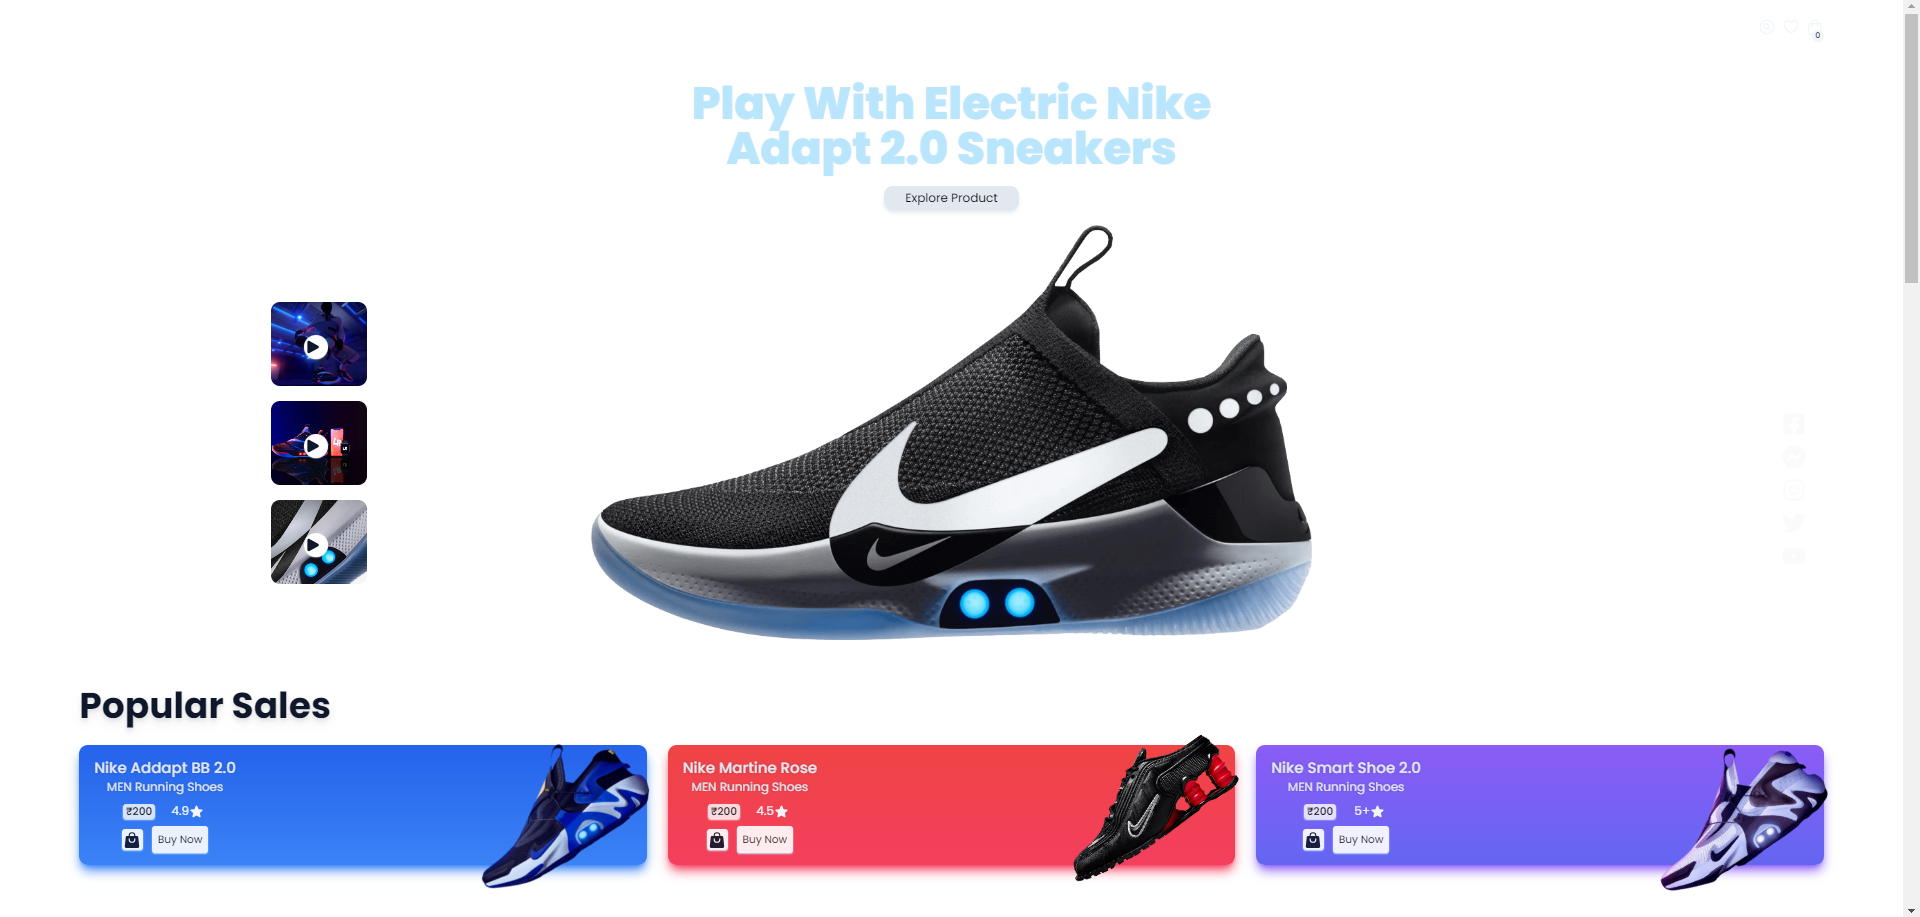 0
Play With Electric Nike
Adapt 2.0 Sneakers
Explore Product
Popular Sales
Nike Addapt BB 2.0
MEN Running Shoes
₹200 4.9
Buy Now
Nike Martine Rose
MEN Running Shoes
₹200 4.5
Buy Now
Nike Smart Shoe 2.0
MEN Running Shoes
₹200 5+
Buy Now